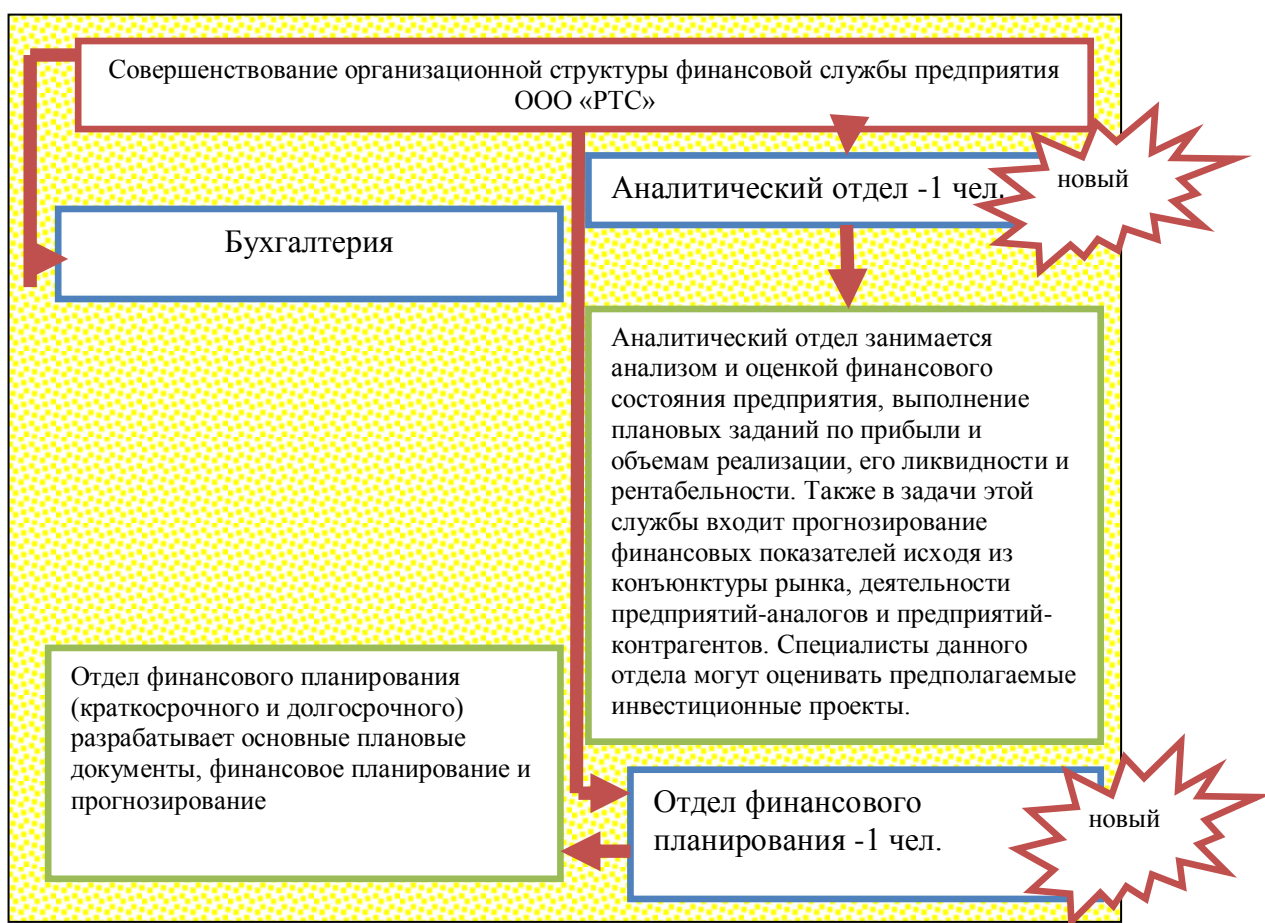 Совершенствование организационной структуры финансовой службы предприятия
ООО «РТС»
Аналитический отдел -1 чел.
новый
Бухгалтерия
Аналитический отдел занимается
анализом и оценкой финансового
состояния предприятия, выполнение
плановых заданий по прибыли и
объемам реализации, его ликвидности и
рентабельности. Также в задачи этой
службы входит прогнозирование
финансовых показателей исходя из
конъюнктуры рынка, деятельности
предприятий-аналогов и предприятий-
контрагентов. Специалисты данного
отдела могут оценивать предполагаемые
инвестиционные проекты.
Отдел финансового планирования
(краткосрочного и долгосрочного)
разрабатывает основные плановые
документы, финансовое планирование и
прогнозирование
Отдел финансового
планирования -1 чел.
новый